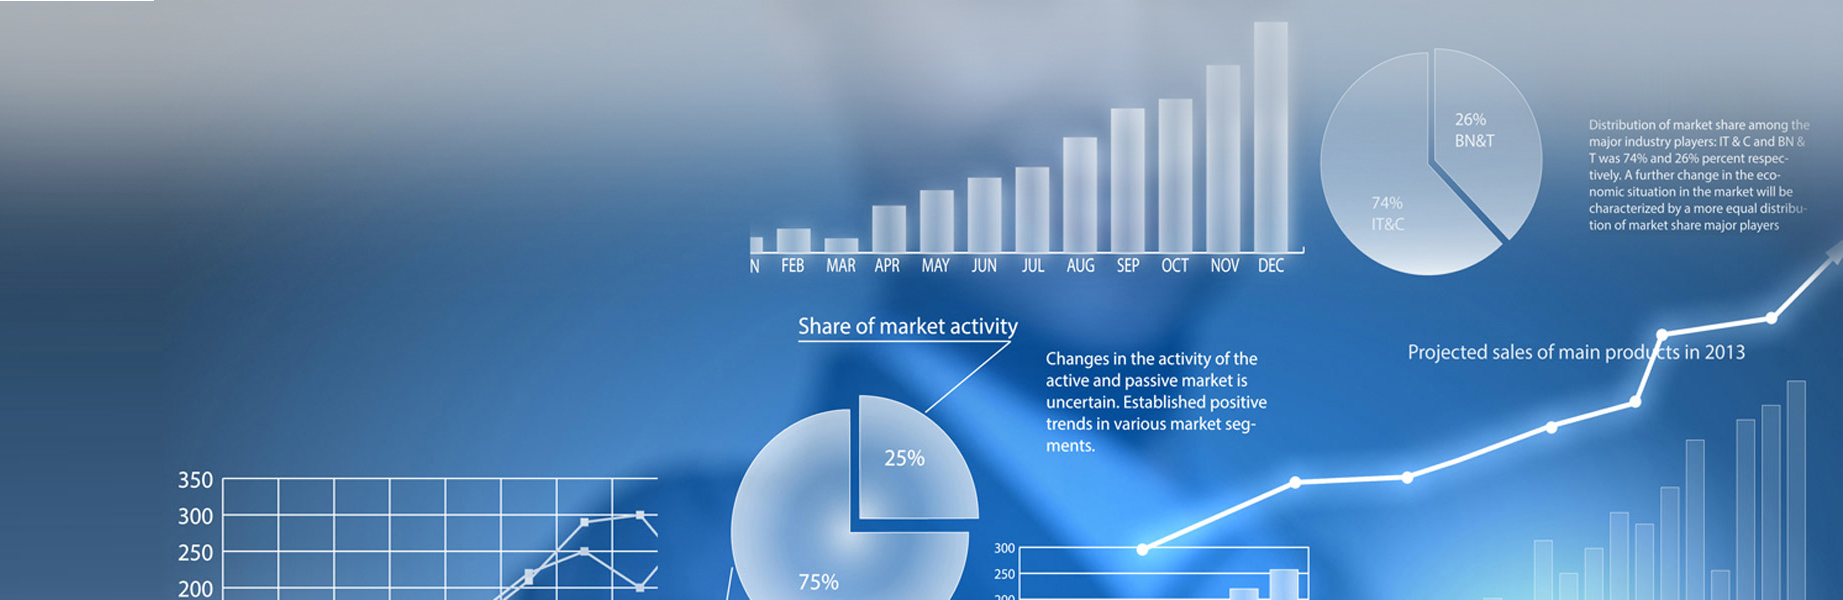 N FEB MAR APR MAY JUN JUL AUG SEP OCT NOV DEC
26%
BN&T
74%
IT&C
Distribution of market share among the
major industry players: IT & C and BN &
T was 74% and 26% percent respec-
tively. A further change in the eco-
nomic situation in the market will be
characterized by a more equal distribu-
tion of market share major players
Share of market activity
Changes in the activity of the
active and passive market is
uncertain. Established positive
trends in various market seg-
ments.
25%
75%
Projected sales of main products in 2013
350
300
250
200
300
250
200